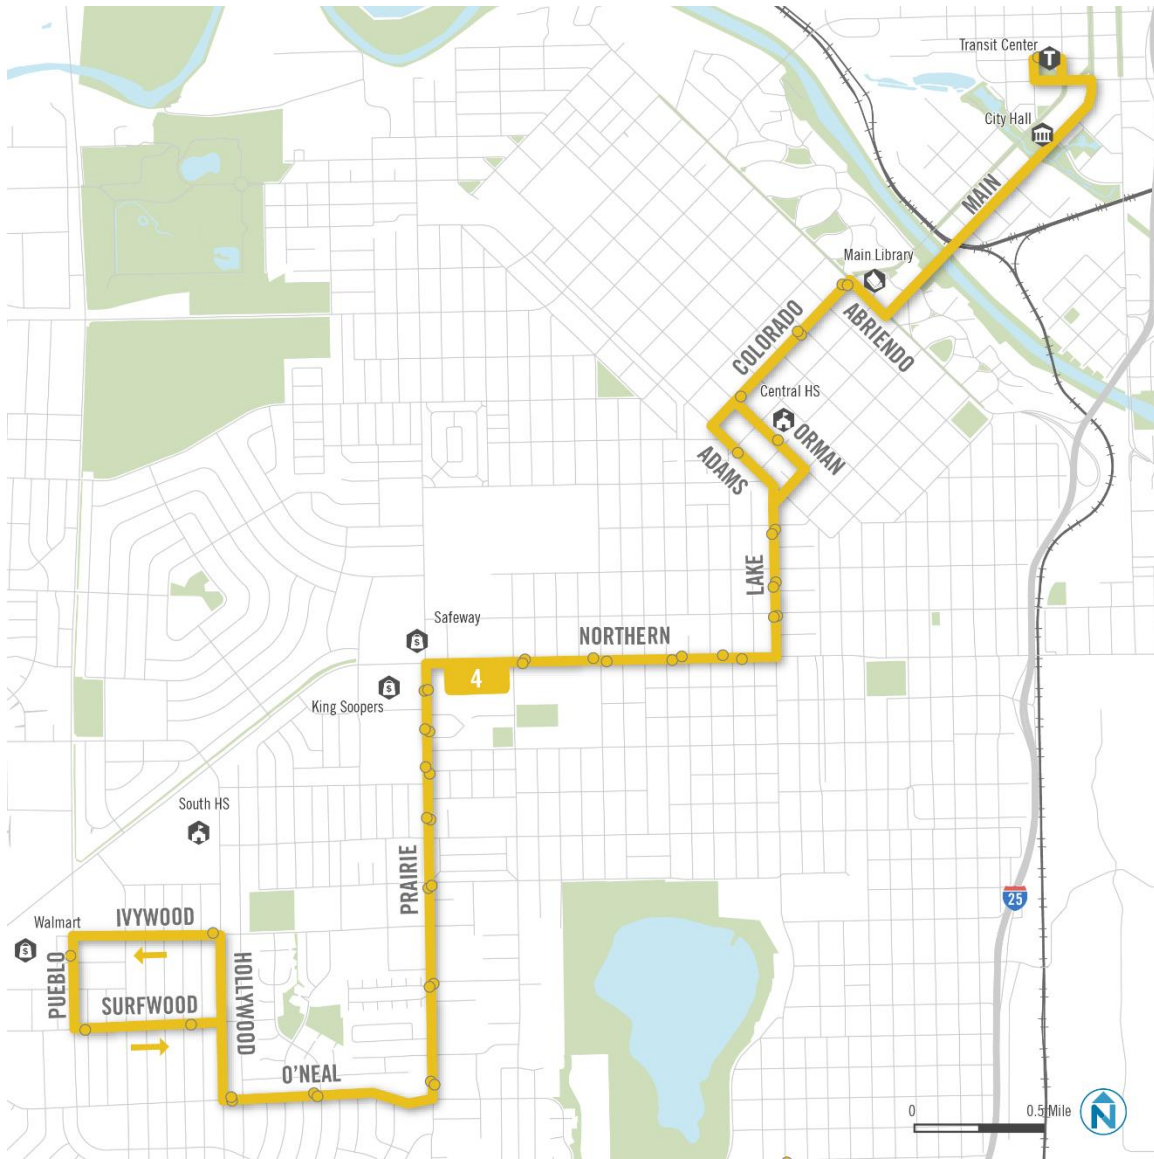 Transit Center
T
City Hall
MAIN
Main Library
ABRIENDO
COLORADO
Central HS
ORMAN
ADAMS
LAKE
Safeway
$
NORTHERN
4
King Soopers
$
South HS
PRAIRIE
25
Walmart
$
IVYWOOD
PUEBLO
SURFWOOD
HOLLYWOOD
O'NEAL
0
0.5 Mile
N